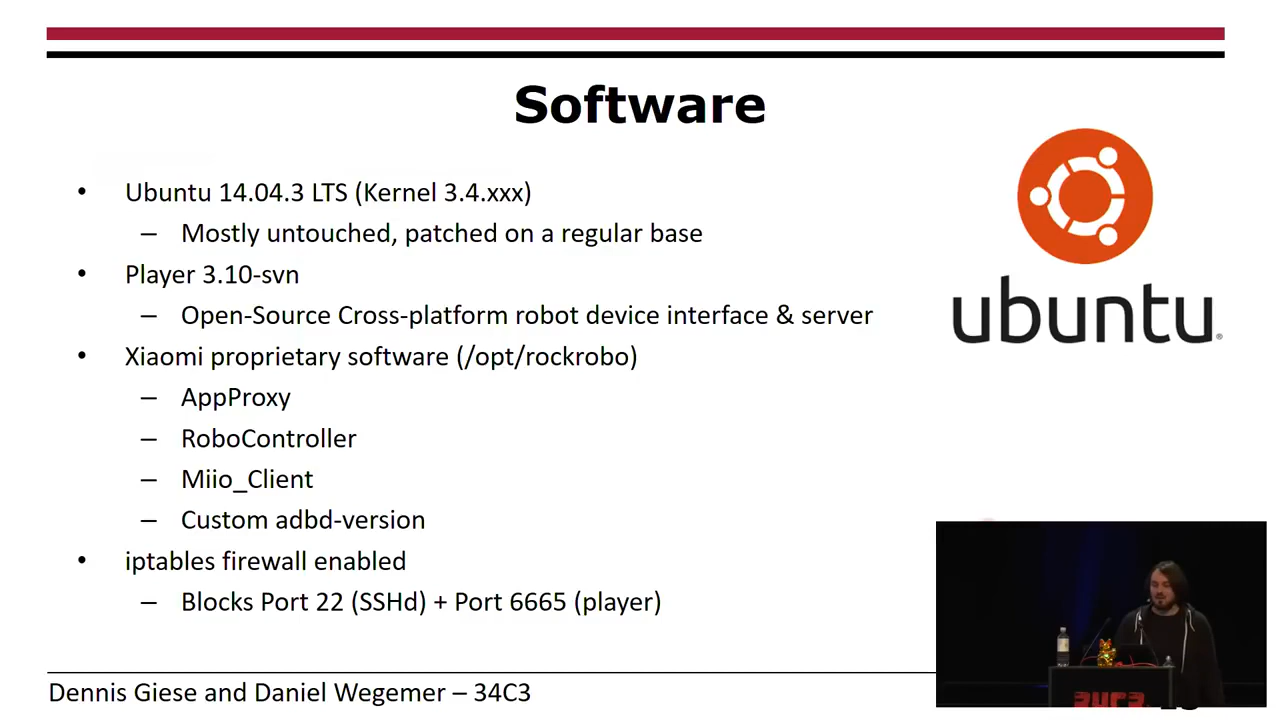 Software
• Ubuntu 14.04.3 LTS (Kernel 3.4.xxx)
– Mostly untouched, patched on a regular base
• Player 3.10-svn
– Open-Source Cross-platform robot device interface & server
• Xiaomi proprietary software (/opt/rockrobo)
– AppProxy
– RoboController
– Miio_Client
– Custom adbd-version
• iptables firewall enabled
– Blocks Port 22 (SSHd) + Port 6665 (player)
ubuntu®
Dennis Giese and Daniel Wegemer – 34C3